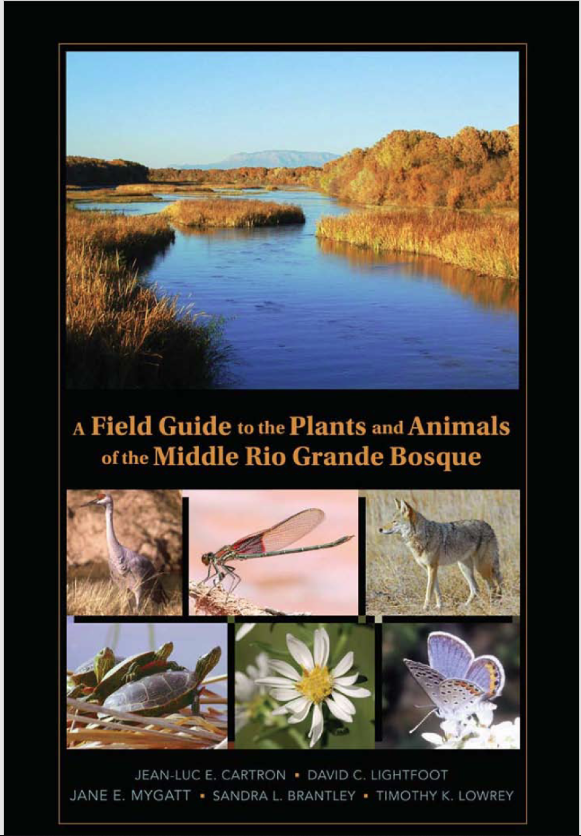 A Field Guide to the Plants and Animals
of the Middle Rio Grande Bosque
JEAN-LUC E. CARTRON ▪ DAVID C. LIGHTFOOT
JANE E. MYGATT ▪ SANDRA L. BRANTLEY ▪ TIMOTHY K. LOWREY